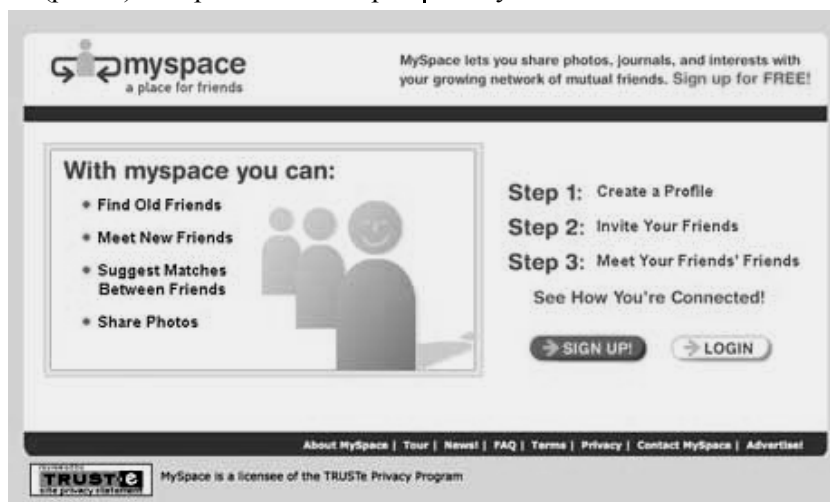 myspace
a place for friends
MySpace lets you share photos, journals, and interests with
your growing network of mutual friends. Sign up for FREE!
With myspace you can:
• Find Old Friends
• Meet New Friends
• Suggest Matches
Between Friends
• Share Photos
Step 1: Create a Profile
Step 2: Invite Your Friends
Step 3: Meet Your Friends' Friends
See How You're Connected!
SIGN UP!
LOGIN
About MySpace | Tour | News! | FAQ | Terms | Privacy | Contact MySpace | Advertise!
TRUSTe
site privacy statement
MySpace is a licensee of the TRUSTe Privacy Program